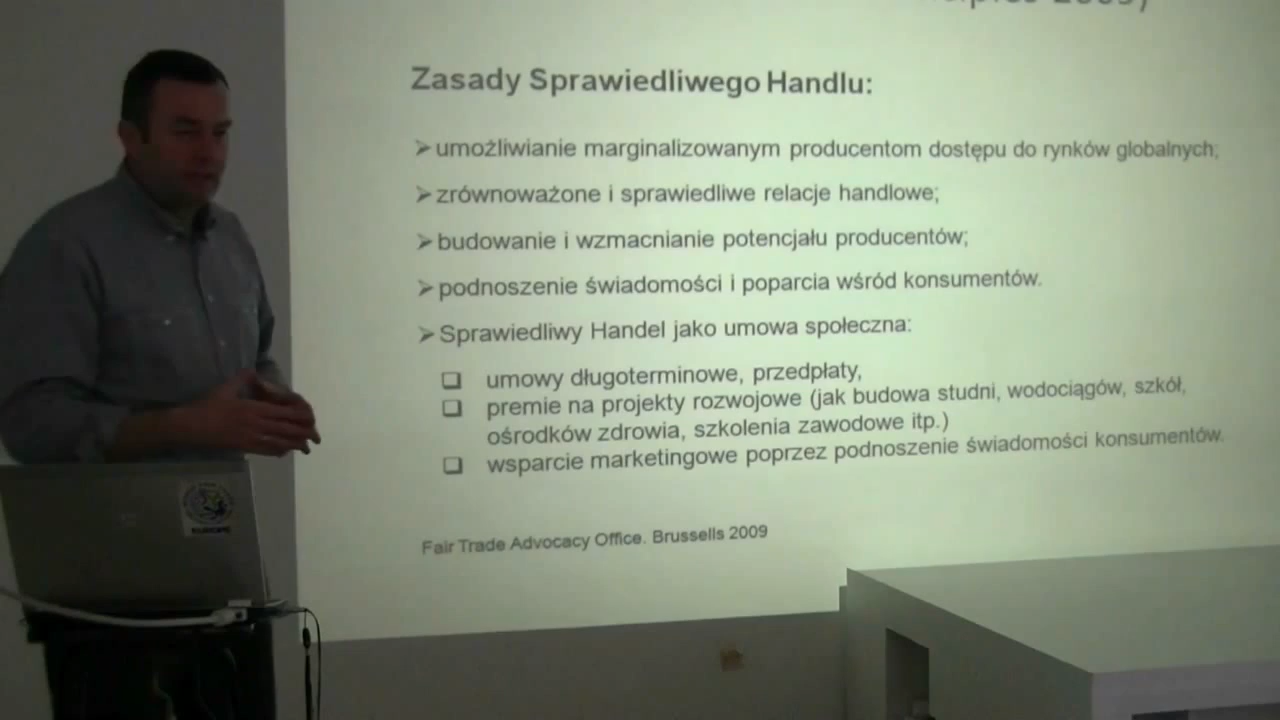 2009)
Zasady Sprawiedliwego Handlu:
➢ umożliwianie marginalizowanym producentom dostępu do rynków globalnych;
➢ zrównoważone i sprawiedliwe relacje handlowe;
➢ budowanie i wzmacnianie potencjału producentów;
➢ podnoszenie świadomości i poparcia wśród konsumentów.
➢ Sprawiedliwy Handel jako umowa społeczna:
❑ umowy długoterminowe, przedpłaty,
❑ premie na projekty rozwojowe (jak budowa studni, wodociągów, szkół,
ośrodków zdrowia, szkolenia zawodowe itp.)
❑ wsparcie marketingowe poprzez podnoszenie świadomości konsumentów.
Fair Trade Advocacy Office. Brussells 2009